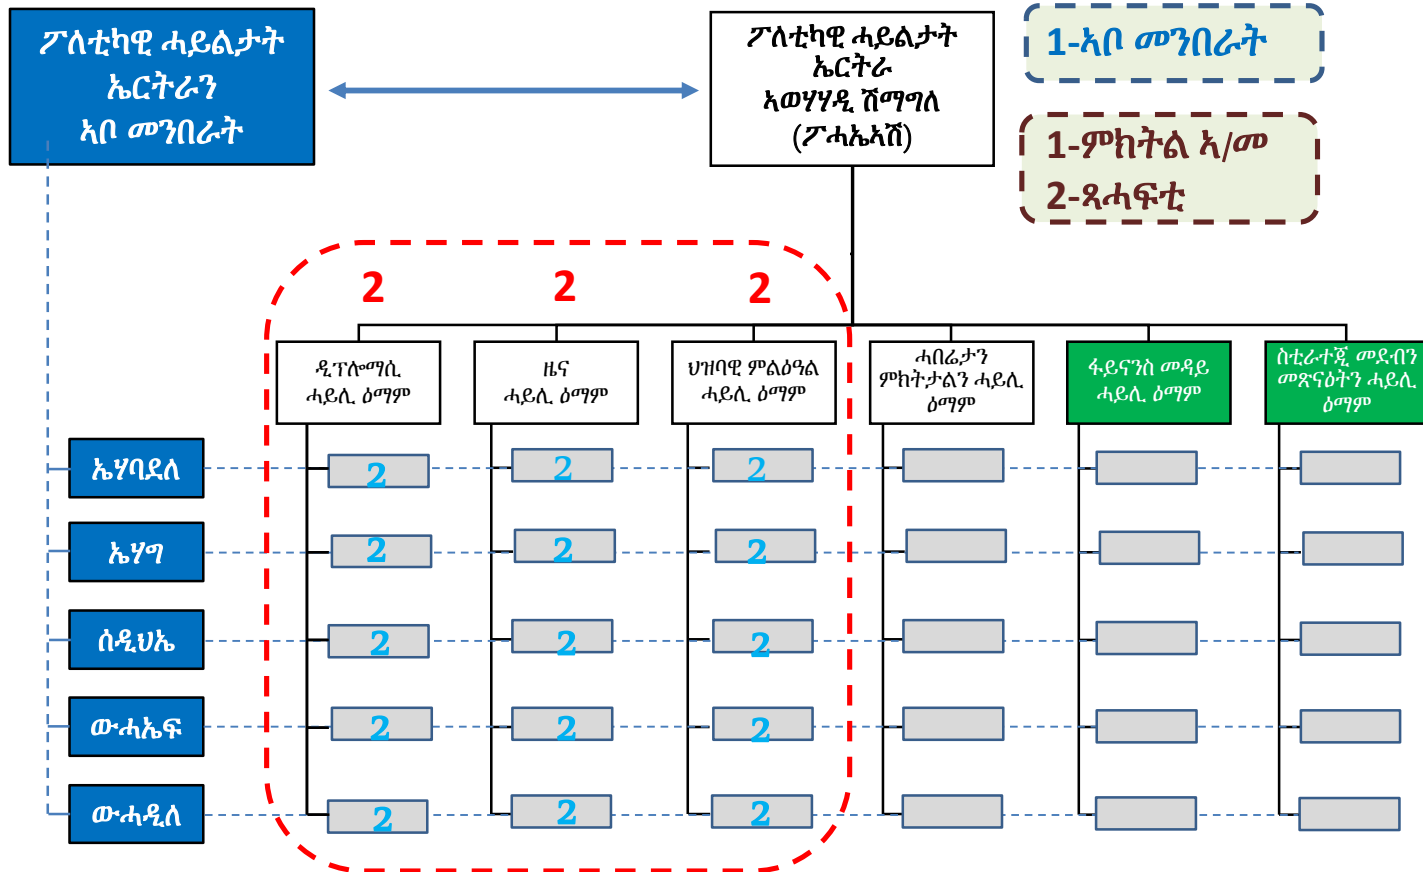 ፖለቲካዊ ሓይልታት
ኤርትራን
ኣቦ መንበራት
ፖለቲካዊ ሓይልታት
ኤርትራ
ኣወሃሃዲ ሽማግለ
(ፖሓኤኣሽ)
1-ኣቦ መንበራት
1-ምክትል ኣ/መ
2-ጸሓፍቲ
2 2 2
ዲፕሎማሲ
ሓይሊ ዕማም
ዜና
ሓይሊ ዕማም
ህዝባዊ ምልዕዓል
ሓይሊ ዕማም
ሓበሬታን
ምክትታልን ሓይሊ
ዕማም
ፋይናንስ መዳይ
ሓይሊ ዕማም
ስቲራተጂ መደብን
መጽናዕትን ሓይሊ
ዕማም
ኤሃባደለ 2 2 2
ኤሃግ 2 2 2
ሰዲህኤ 2 2 2
ውሓኤፍ 2 2 2
ውሓዲለ 2 2 2